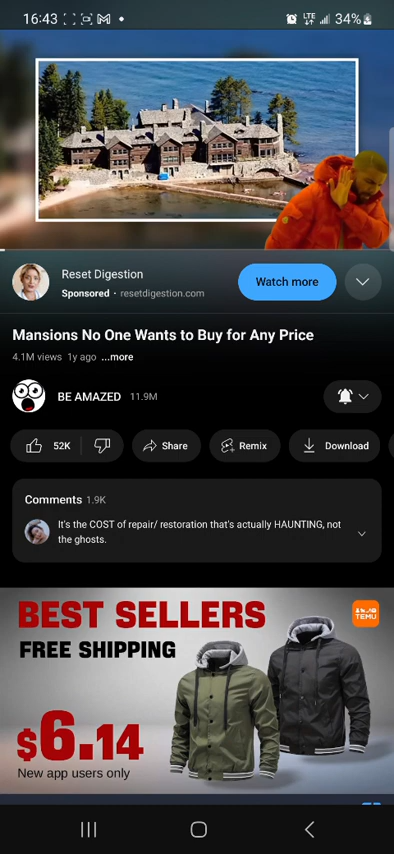 16:43
LTE
34%
Reset Digestion
Sponsored · resetdigestion.com
Watch more
Mansions No One Wants to Buy for Any Price
4.1M views 1y ago ...more
BE AMAZED 11.9M
52K
Share
Remix
Download
Comments 1.9K
It's the COST of repair/ restoration that's actually HAUNTING, not
the ghosts.
BEST SELLERS
FREE SHIPPING
TEMU
$6.14
New app users only